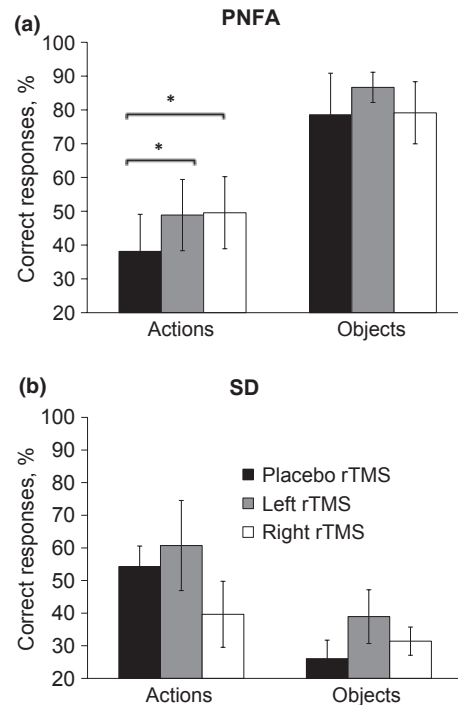 (a)
PNFA
Correct responses, %
100
90
80
70
60
50
40
30
20
*
*
Actions
Objects
(b)
SD
Correct responses, %
100
90
80
70
60
50
40
30
20
Placebo rTMS
Left rTMS
Right rTMS
Actions
Objects